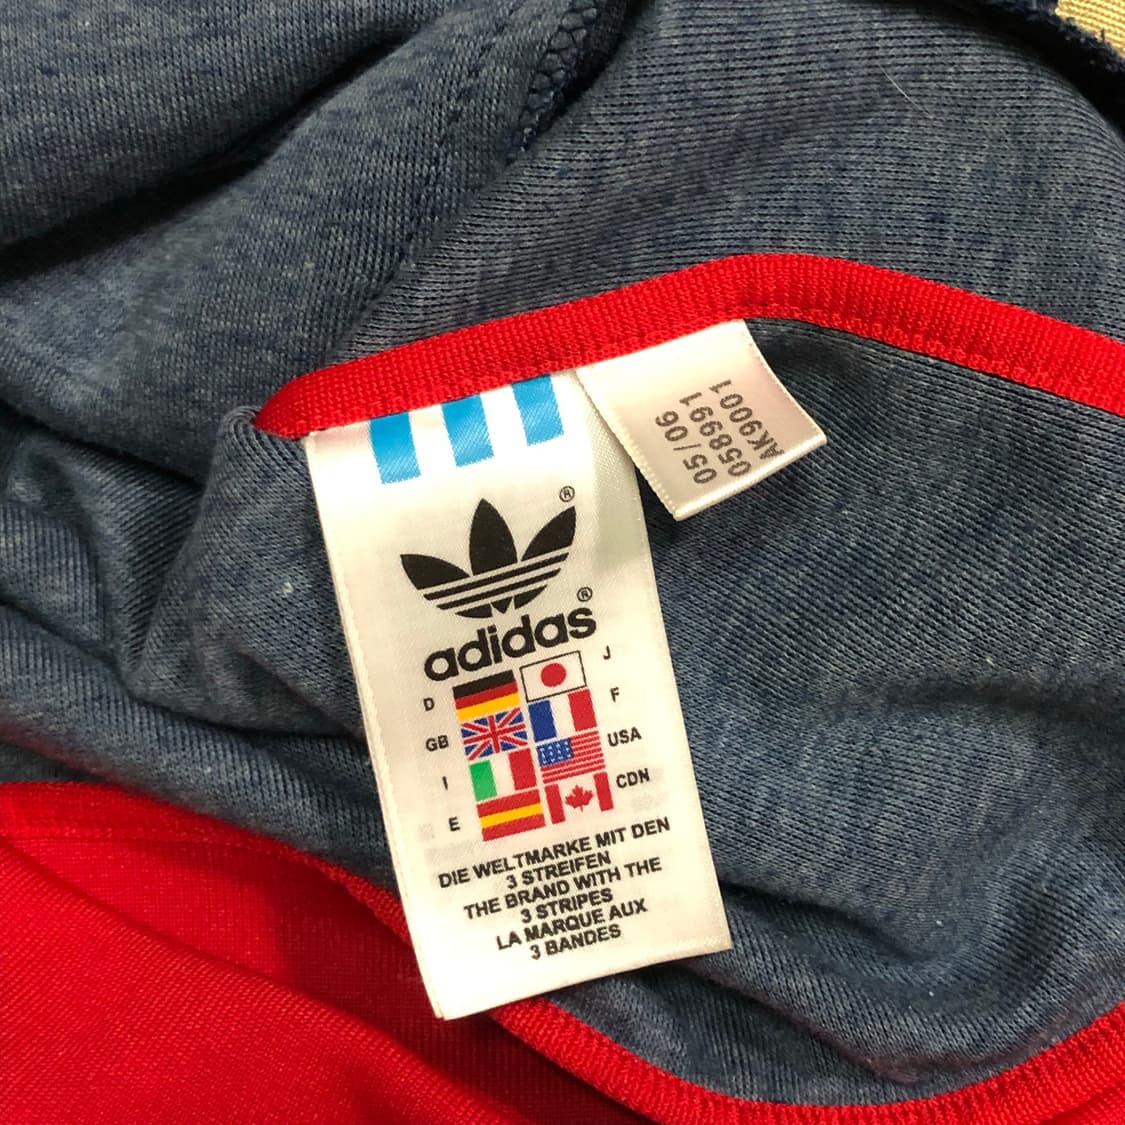 05/06
058991
AK9001
®
adidas®
D
J
GB
F
I
USA
E
CDN
DIE WELTMARKE MIT DEN
3 STREIFEN
THE BRAND WITH THE
3 STRIPES
LA MARQUE AUX
3 BANDES